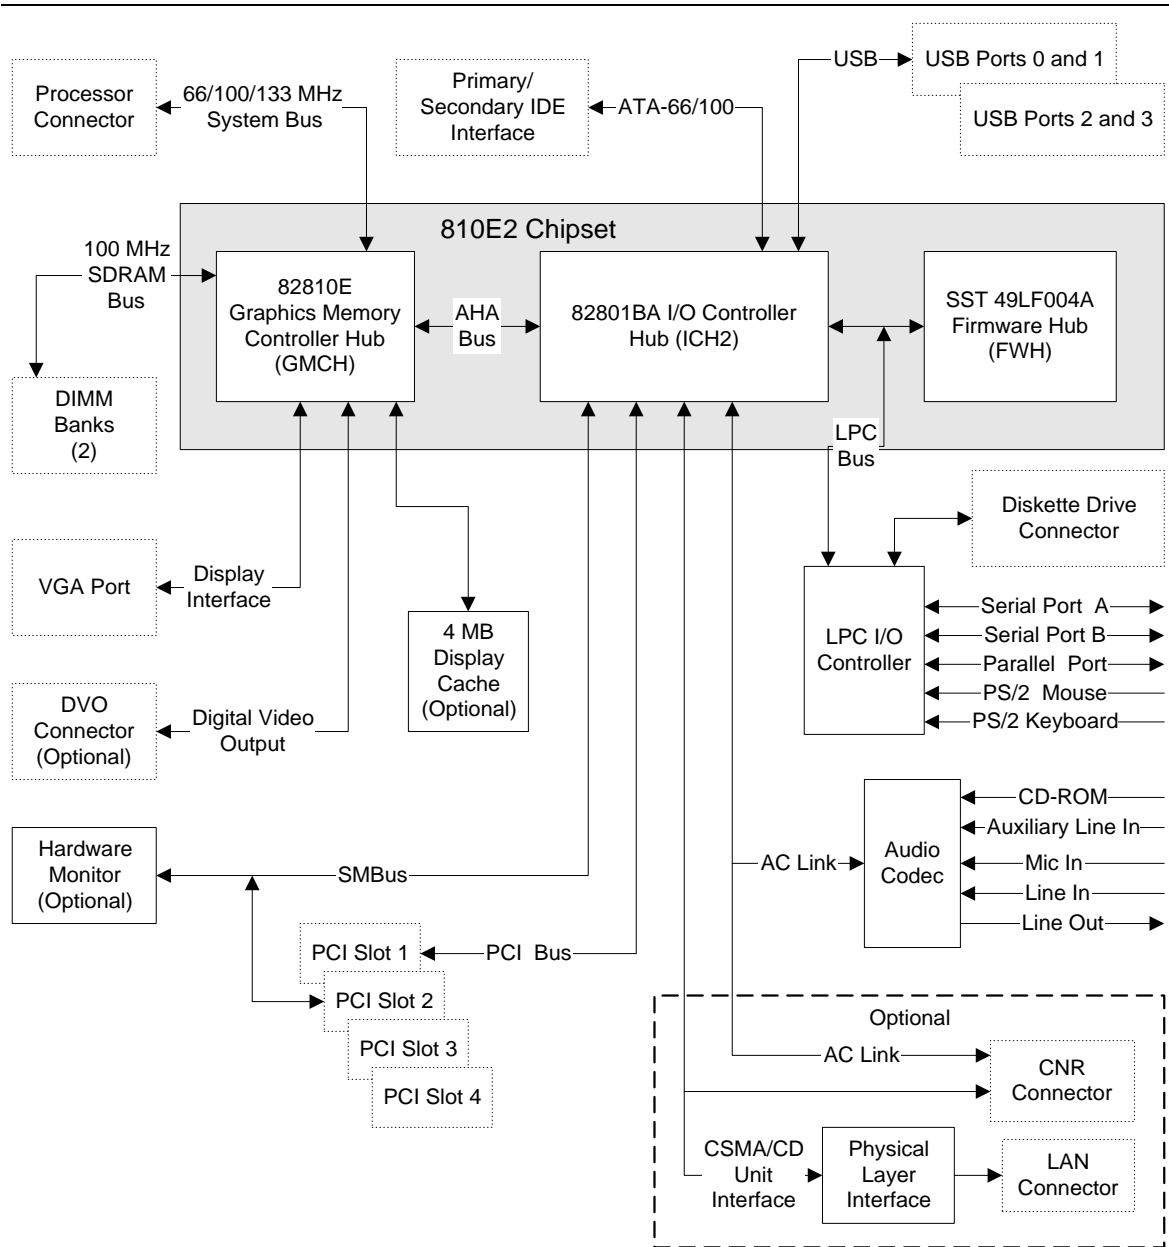 USB
USB Ports 0 and 1
USB Ports 2 and 3
Processor
Connector
66/100/133 MHz
System Bus
Primary/
Secondary IDE
Interface
ATA-66/100
810E2 Chipset
100 MHz
SDRAM
Bus
82810E
Graphics Memory
Controller Hub
(GMCH)
AHA
Bus
82801BA I/O Controller
Hub (ICH2)
SST 49LF004A
Firmware Hub
(FWH)
DIMM
Banks
(2)
LPC
Bus
Diskette Drive
Connector
VGA Port
Display
Interface
4 MB
Display
Cache
(Optional)
LPC I/O
Controller
Serial Port A
Serial Port B
Parallel Port
PS/2 Mouse
PS/2 Keyboard
DVO
Connector
(Optional)
Digital Video
Output
Hardware
Monitor
(Optional)
SMBus
AC Link
Audio
Codec
CD-ROM
Auxiliary Line In
Mic In
Line In
Line Out
PCI Slot 1
PCI Bus
PCI Slot 2
PCI Slot 3
PCI Slot 4
Optional
AC Link
CNR
Connector
CSMA/CD
Unit
Interface
Physical
Layer
Interface
LAN
Connector